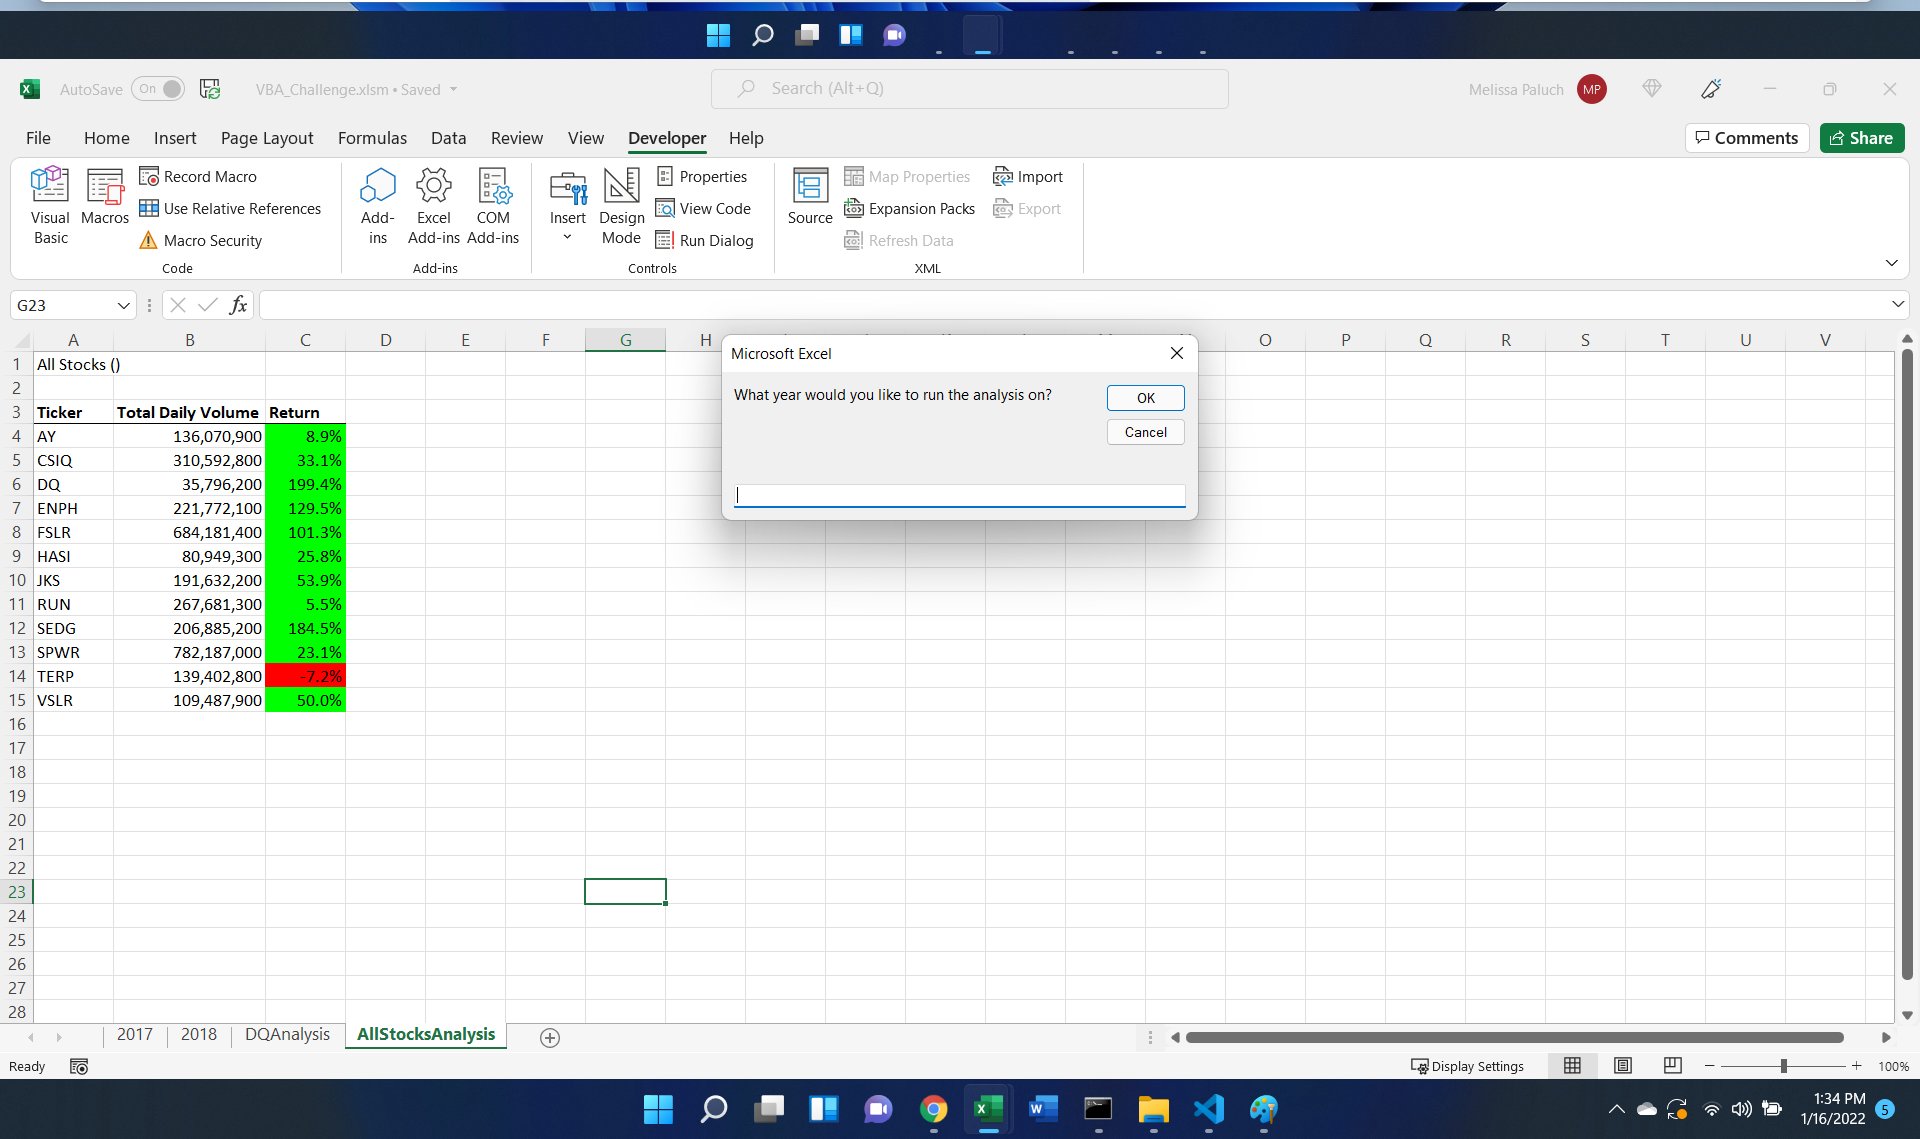 AutoSave On VBA_Challenge.xlsm • Saved Search (Alt+Q) Melissa Paluch MP
File Home Insert Page Layout Formulas Data Review View Developer Help Comments Share
Visual Basic
Macros
Record Macro
Use Relative References
Macro Security
Code
Add-ins
Excel Add-ins
COM Add-ins
Add-ins
Insert
Design Mode
Properties
View Code
Run Dialog
Controls
Source
Map Properties
Expansion Packs
Refresh Data
Import
Export
XML
G23 fx
A B C D E F G H O P Q R S T U V
1 All Stocks ()
2
3 Ticker Total Daily Volume Return
4 AY 136,070,900 8.9%
5 CSIQ 310,592,800 33.1%
6 DQ 35,796,200 199.4%
7 ENPH 221,772,100 129.5%
8 FSLR 684,181,400 101.3%
9 HASI 80,949,300 25.8%
10 JKS 191,632,200 53.9%
11 RUN 267,681,300 5.5%
12 SEDG 206,885,200 184.5%
13 SPWR 782,187,000 23.1%
14 TERP 139,402,800 -7.2%
15 VSLR 109,487,900 50.0%
16
17
18
19
20
21
22
23
24
25
26
27
28
Microsoft Excel
What year would you like to run the analysis on?
OK
Cancel
2017 2018 DQAnalysis AllStocksAnalysis
Ready Display Settings 100%
1:34 PM
1/16/2022 5